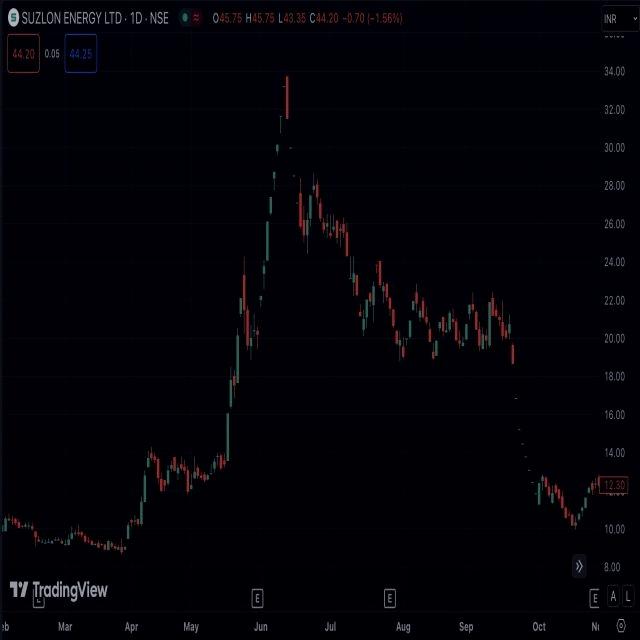 SUZLON ENERGY LTD · 1D · NSE O45.75 H45.75 L43.35 C44.20 −0.70 (−1.56%) INR
44.20 0.05 44.25
34.00
32.00
30.00
28.00
26.00
24.00
22.00
20.00
18.00
16.00
14.00
12.30
10.00
8.00
TradingView
E E E A L
eb Mar Apr May Jun Jul Aug Sep Oct